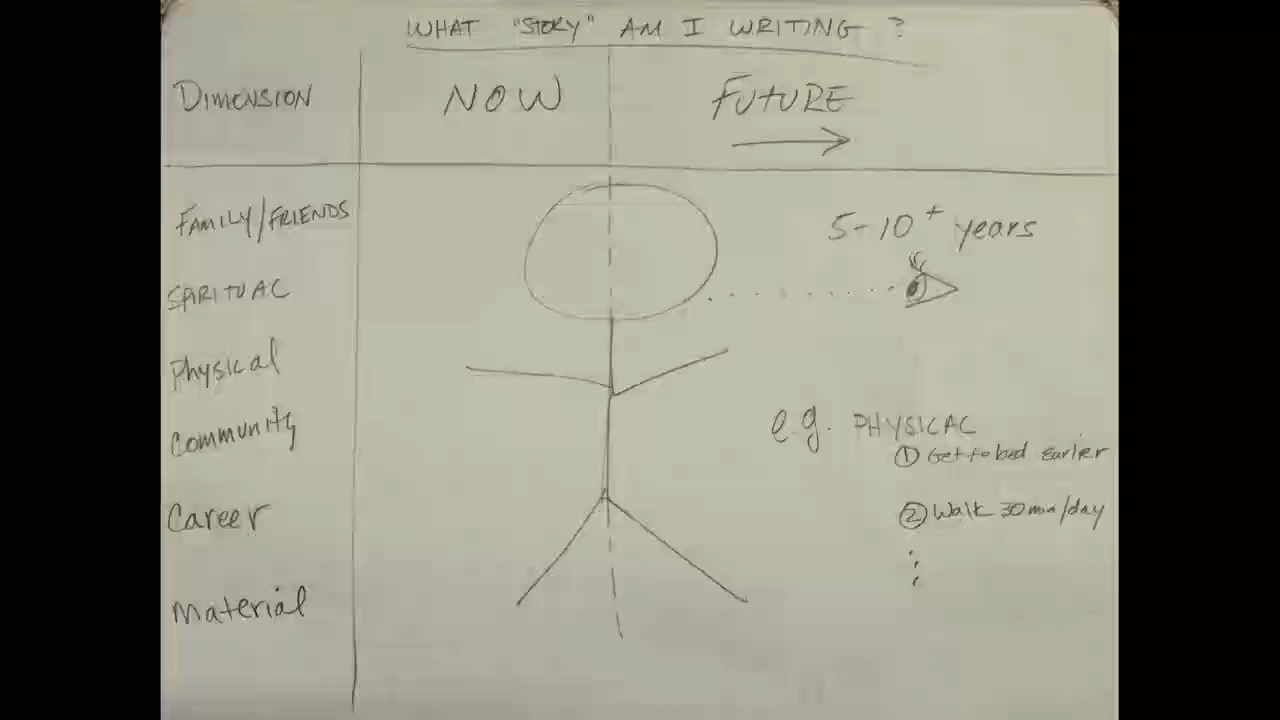 WHAT "STORY" AM I WRITING ?
DIMENSION NOW FUTURE
FAMILY/FRIENDS
5-10+ years
SPIRITUAL
Physical
Community
e.g. PHYSICAL
① Get to bed Earlier
Career
② Walk 30 min/day
Material